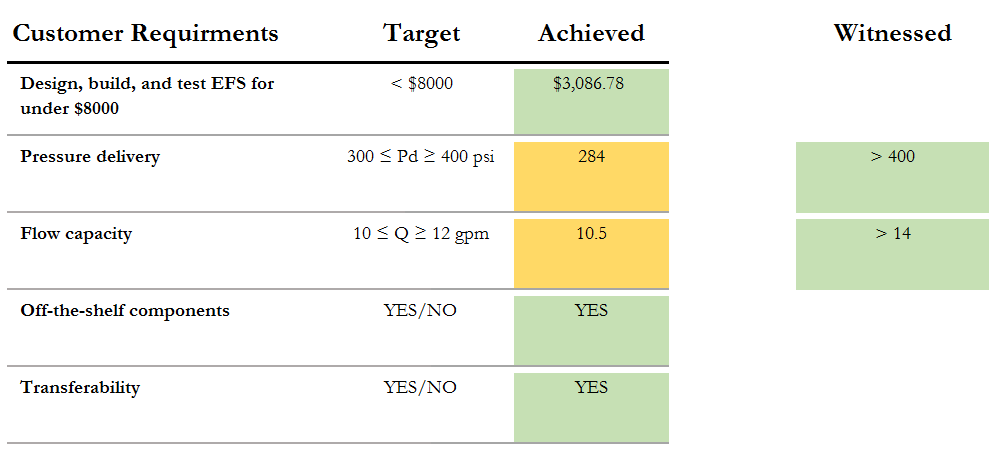 Customer Requirments Target Achieved Witnessed
Design, build, and test EFS for < $8000 $3,086.78
under $8000
Pressure delivery 300 ≤ Pd ≥ 400 psi 284 > 400
Flow capacity 10 ≤ Q ≥ 12 gpm 10.5 > 14
Off-the-shelf components YES/NO YES
Transferability YES/NO YES